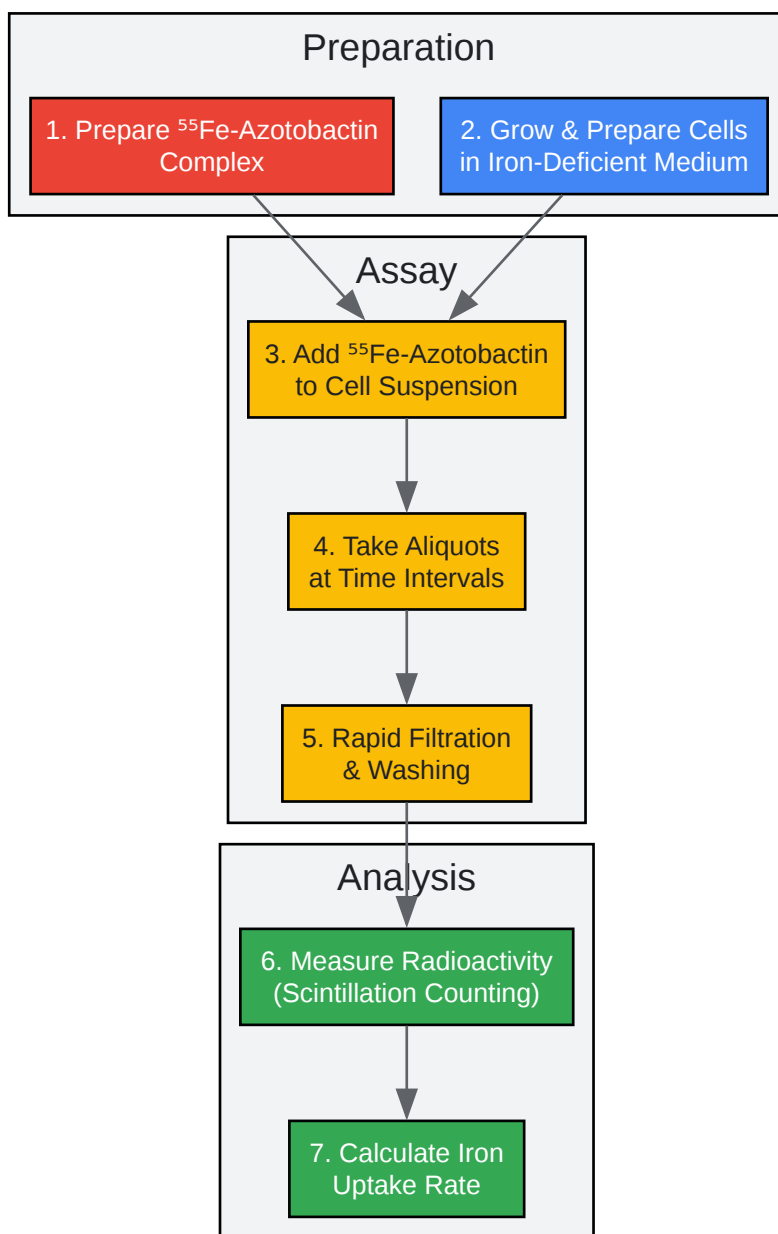 Preparation
1. Prepare ⁵⁵Fe-Azotobactin
Complex
2. Grow & Prepare Cells
in Iron-Deficient Medium
Assay
3. Add ⁵⁵Fe-Azotobactin
to Cell Suspension
4. Take Aliquots
at Time Intervals
5. Rapid Filtration
& Washing
Analysis
6. Measure Radioactivity
(Scintillation Counting)
7. Calculate Iron
Uptake Rate